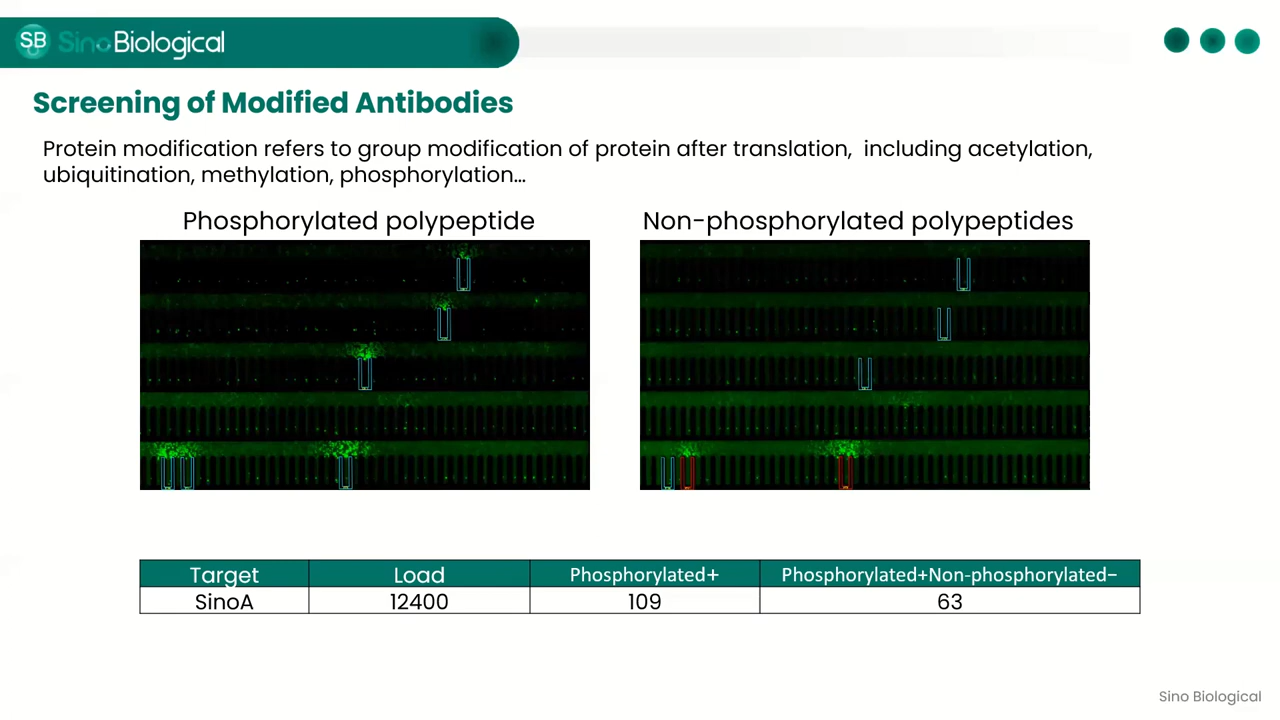 SB SinoBiological
Screening of Modified Antibodies
Protein modification refers to group modification of protein after translation, including acetylation,
ubiquitination, methylation, phosphorylation...
Phosphorylated polypeptide
Non-phosphorylated polypeptides
Target Load Phosphorylated+ Phosphorylated+Non-phosphorylated−
SinoA 12400 109 63
Sino Biological